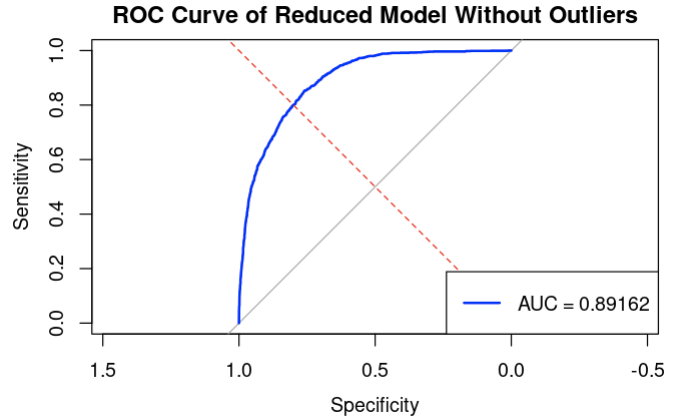 ROC Curve of Reduced Model Without Outliers
Sensitivity
1.0
0.8
0.6
0.4
0.2
0.0
AUC = 0.89162
1.5 1.0 0.5 0.0 -0.5
Specificity